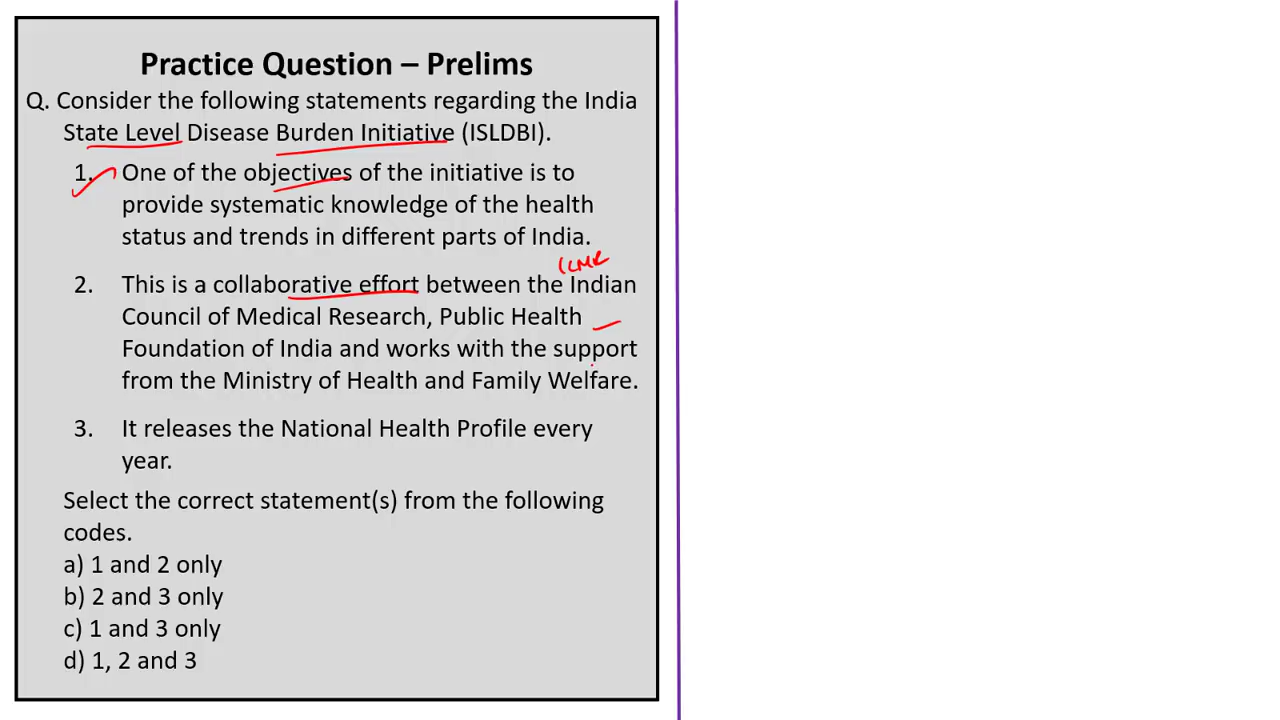 Practice Question – Prelims
Q. Consider the following statements regarding the India
State Level Disease Burden Initiative (ISLDBI).
1. One of the objectives of the initiative is to
provide systematic knowledge of the health
status and trends in different parts of India.
ICMR
2. This is a collaborative effort between the Indian
Council of Medical Research, Public Health
Foundation of India and works with the support
from the Ministry of Health and Family Welfare.
3. It releases the National Health Profile every
year.
Select the correct statement(s) from the following
codes.
a) 1 and 2 only
b) 2 and 3 only
c) 1 and 3 only
d) 1, 2 and 3